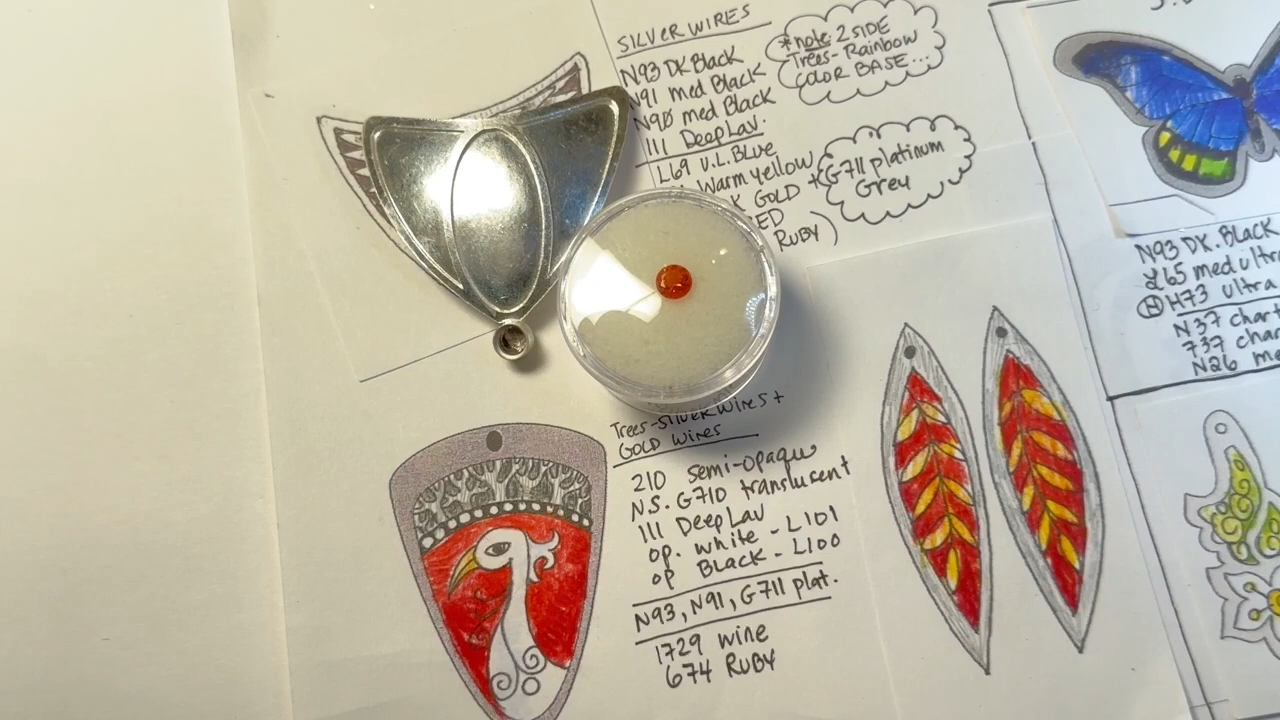 SILVER WIRES
N93 DK Black
N91 med Black
N90 med Black
111 Deep Lav.
L69 U.L. Blue
Warm yellow
K GOLD
ED
RUBY)
*note: 2 SIDE
Trees - Rainbow
COLOR BASE...
+G711 platinum
Grey
Trees - SILVER WIRES +
GOLD WIRES
210 semi-opaque
N.S. G710 translucent
111 Deep Lav
op. white - L101
op Black - L100
N93, N91, G711 plat.
1729 wine
674 RUBY
N93 DK. Black
L65 med ultra
H H73 ultra
N37 chart
737 char
N26 me